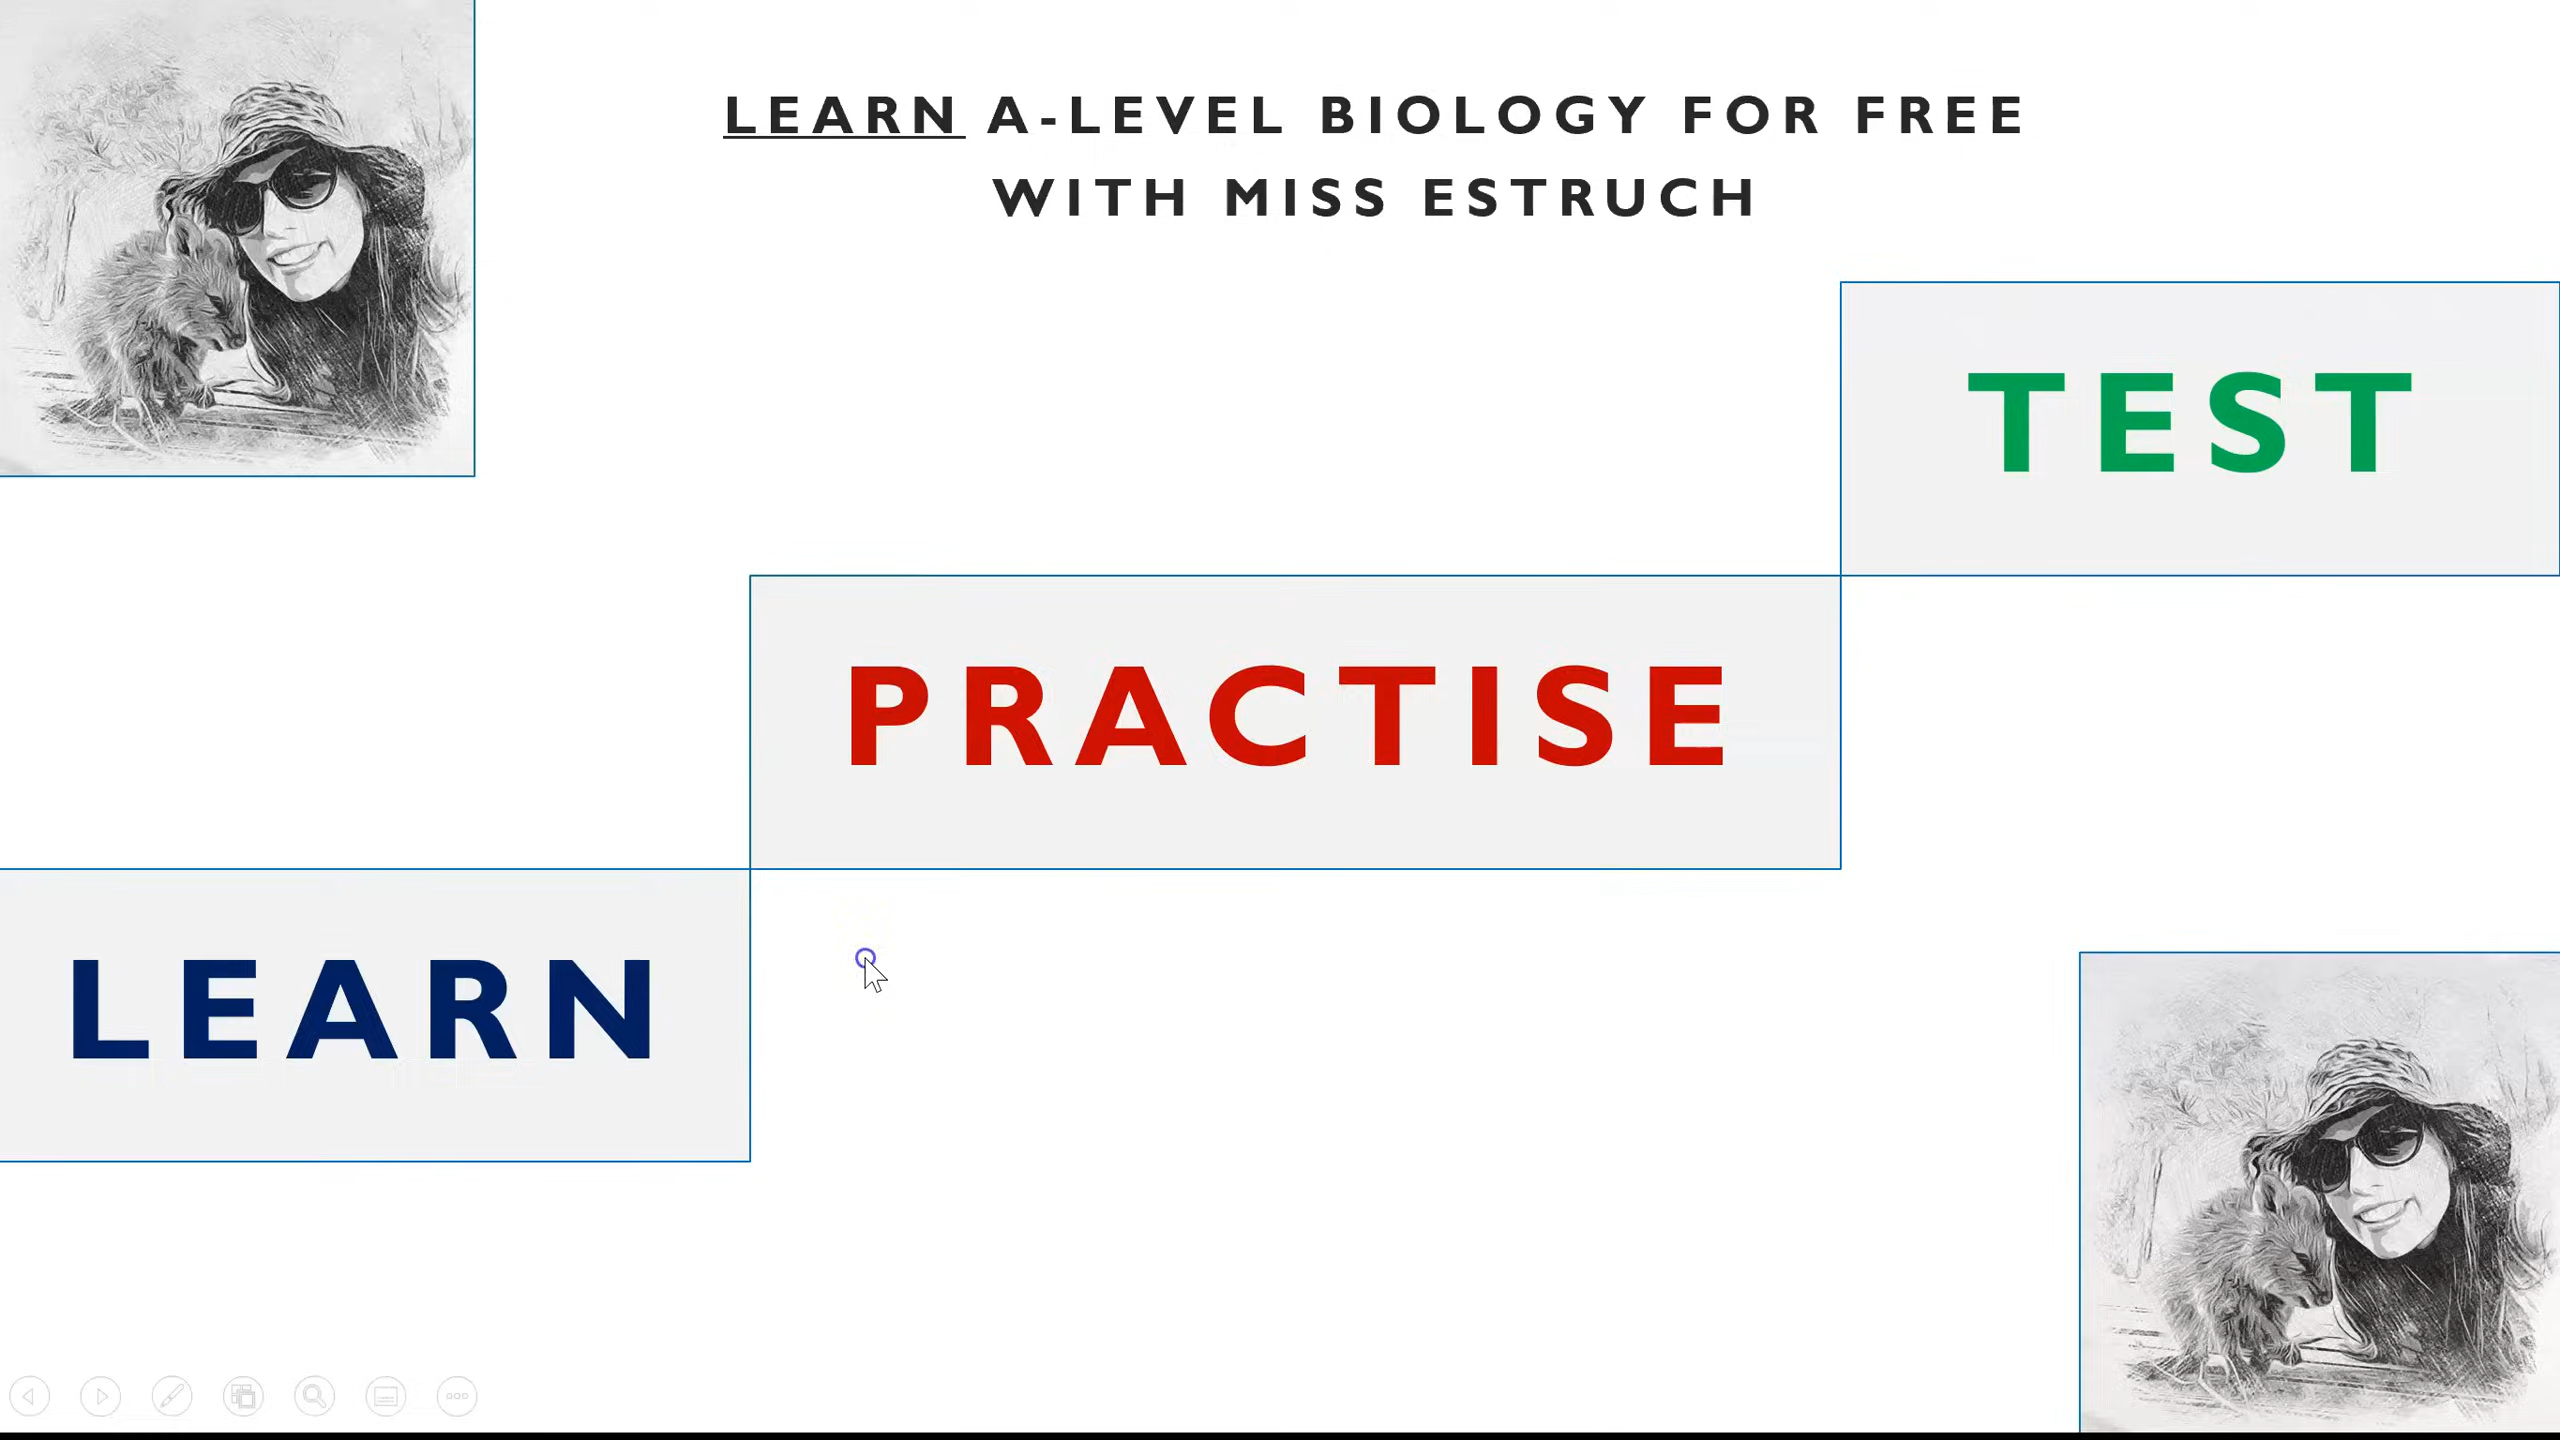 LEARN A-LEVEL BIOLOGY FOR FREE
WITH MISS ESTRUCH
TEST
PRACTISE
LEARN